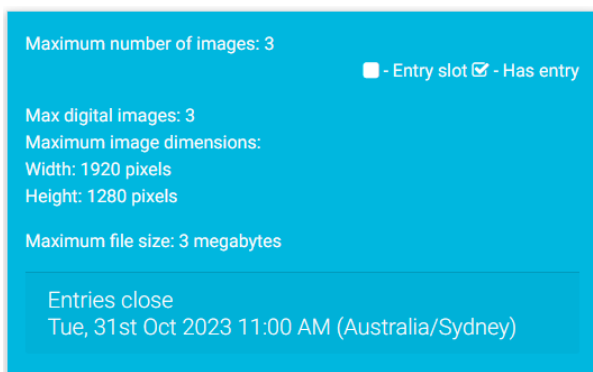 Maximum number of images: 3
- Entry slot - Has entry
Max digital images: 3
Maximum image dimensions:
Width: 1920 pixels
Height: 1280 pixels
Maximum file size: 3 megabytes
Entries close
Tue, 31st Oct 2023 11:00 AM (Australia/Sydney)